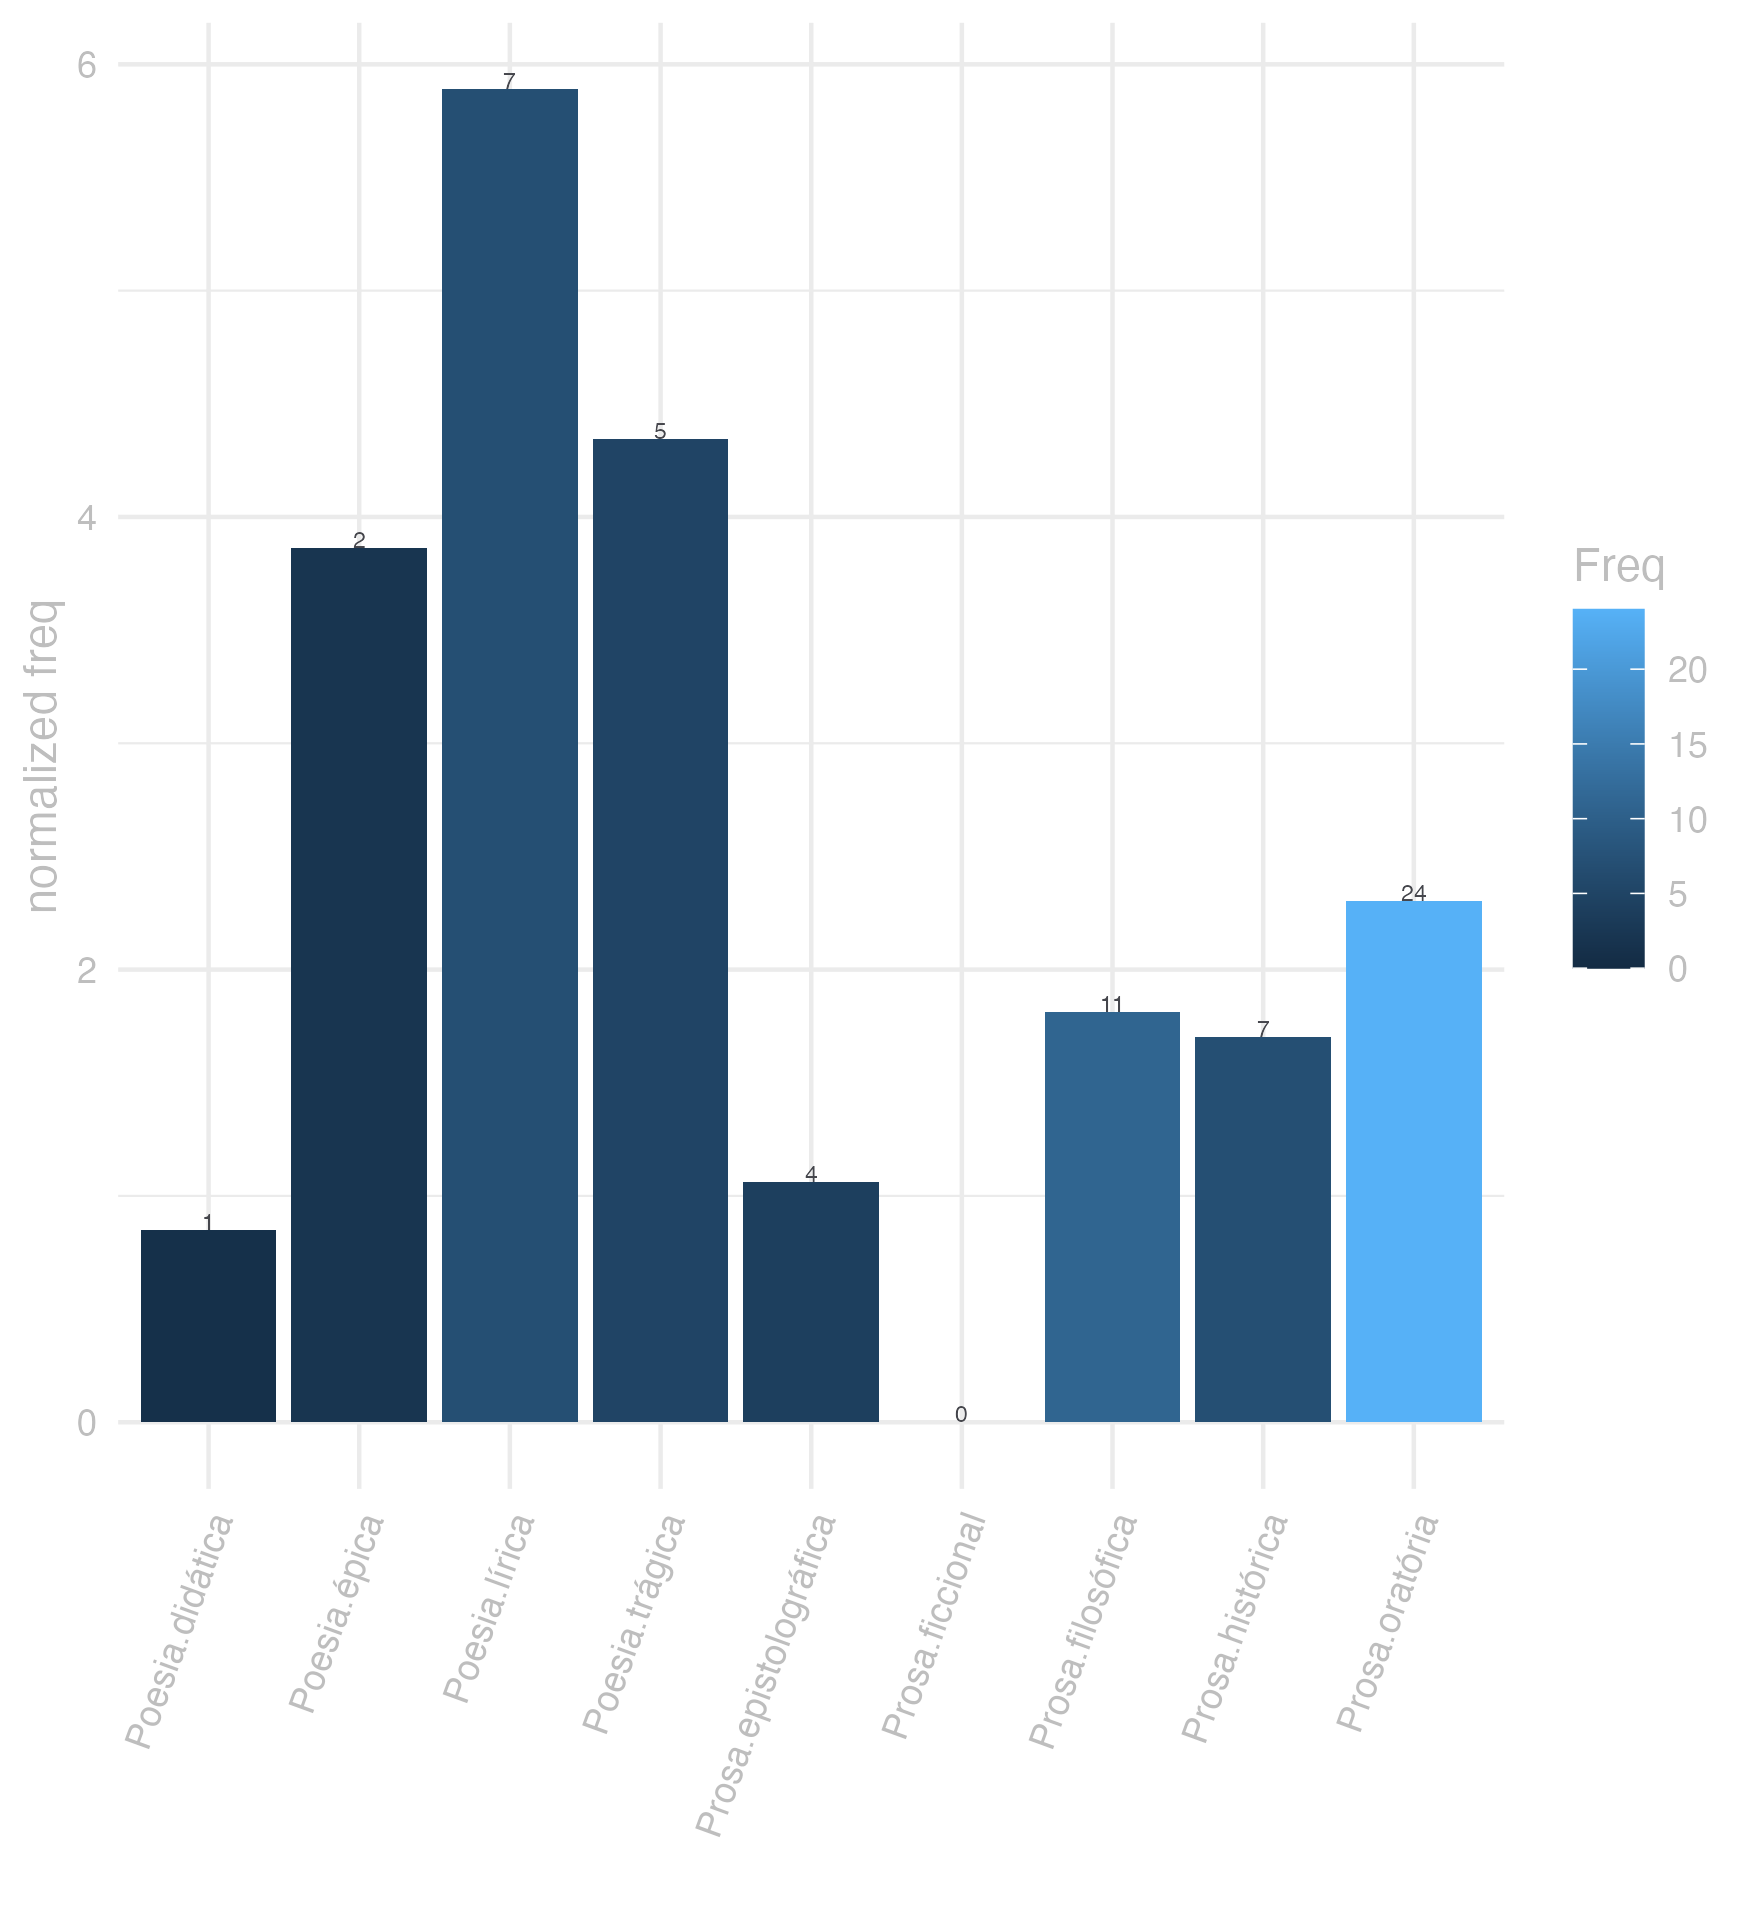 normalized freq
6
4
2
0
1
2
7
5
4
0
11
7
24
Poesia.didática
Poesia.épica
Poesia.lírica
Poesia.trágica
Prosa.epistolográfica
Prosa.ficcional
Prosa.filosófica
Prosa.histórica
Prosa.oratória
Freq
20
15
10
5
0